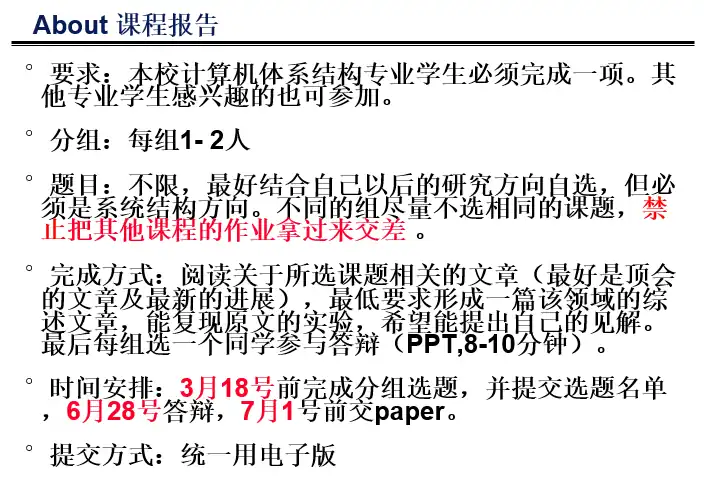 About 课程报告
° 要求：本校计算机体系结构专业学生必须完成一项。其
他专业学生感兴趣的也可参加。
° 分组：每组1- 2人
° 题目：不限，最好结合自己以后的研究方向自选，但必
须是系统结构方向。不同的组尽量不选相同的课题，禁
止把其他课程的作业拿过来交差 。
° 完成方式：阅读关于所选课题相关的文章（最好是顶会
的文章及最新的进展），最低要求形成一篇该领域的综
述文章，能复现原文的实验，希望能提出自己的见解。
最后每组选一个同学参与答辩（PPT,8-10分钟）。
° 时间安排：3月18号前完成分组选题，并提交选题名单
，6月28号答辩，7月1号前交paper。
° 提交方式：统一用电子版